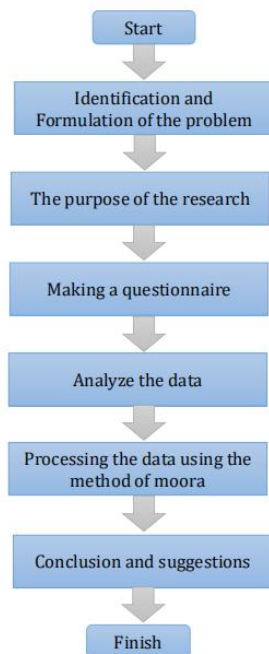 Start
Identification and
Formulation of the problem
The purpose of the research
Making a questionnaire
Analyze the data
Processing the data using the
method of moora
Conclusion and suggestions
Finish